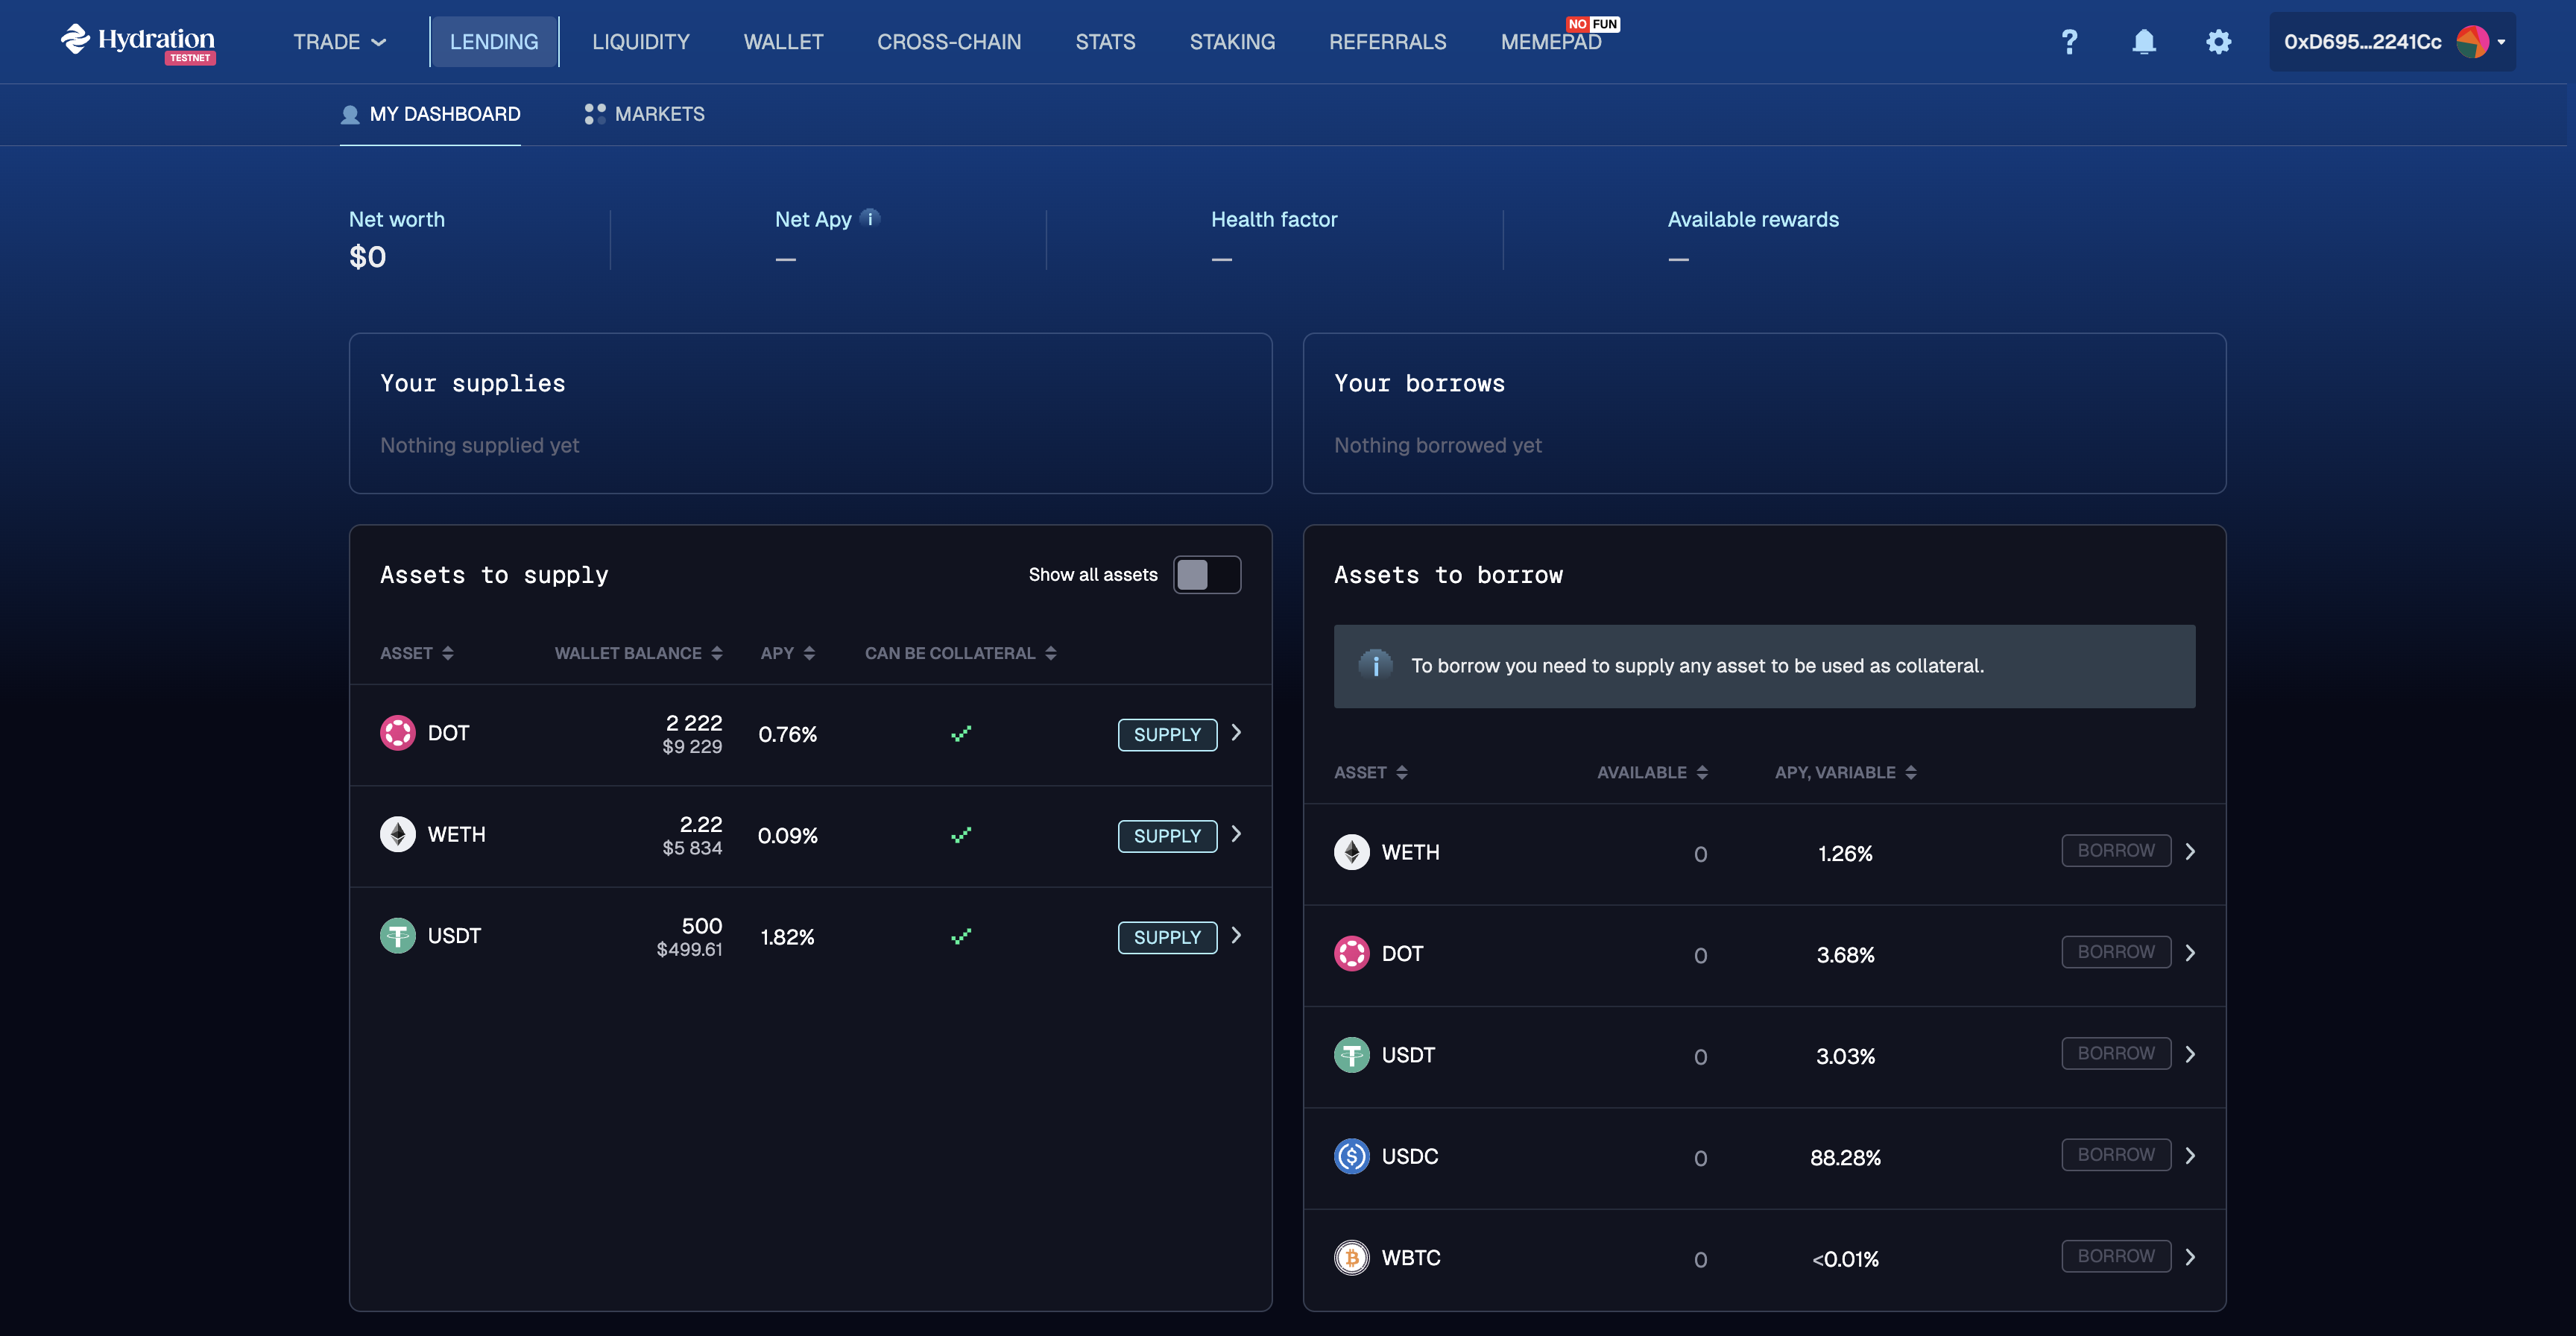 Hydration
TESTNET
TRADE
LENDING
LIQUIDITY
WALLET
CROSS-CHAIN
STATS
STAKING
REFERRALS
MEMEPAD
NO FUN
?
0xD695...2241Cc
MY DASHBOARD
MARKETS
Net worth
$0
Net Apy i
—
Health factor
—
Available rewards
—
Your supplies
Nothing supplied yet
Your borrows
Nothing borrowed yet
Assets to supply
Show all assets
ASSET WALLET BALANCE APY CAN BE COLLATERAL
DOT 2 222 0.76% SUPPLY
$9 229
WETH 2.22 0.09% SUPPLY
$5 834
USDT 500 1.82% SUPPLY
$499.61
Assets to borrow
i To borrow you need to supply any asset to be used as collateral.
ASSET AVAILABLE APY, VARIABLE
WETH 0 1.26% BORROW
DOT 0 3.68% BORROW
USDT 0 3.03% BORROW
USDC 0 88.28% BORROW
WBTC 0 <0.01% BORROW